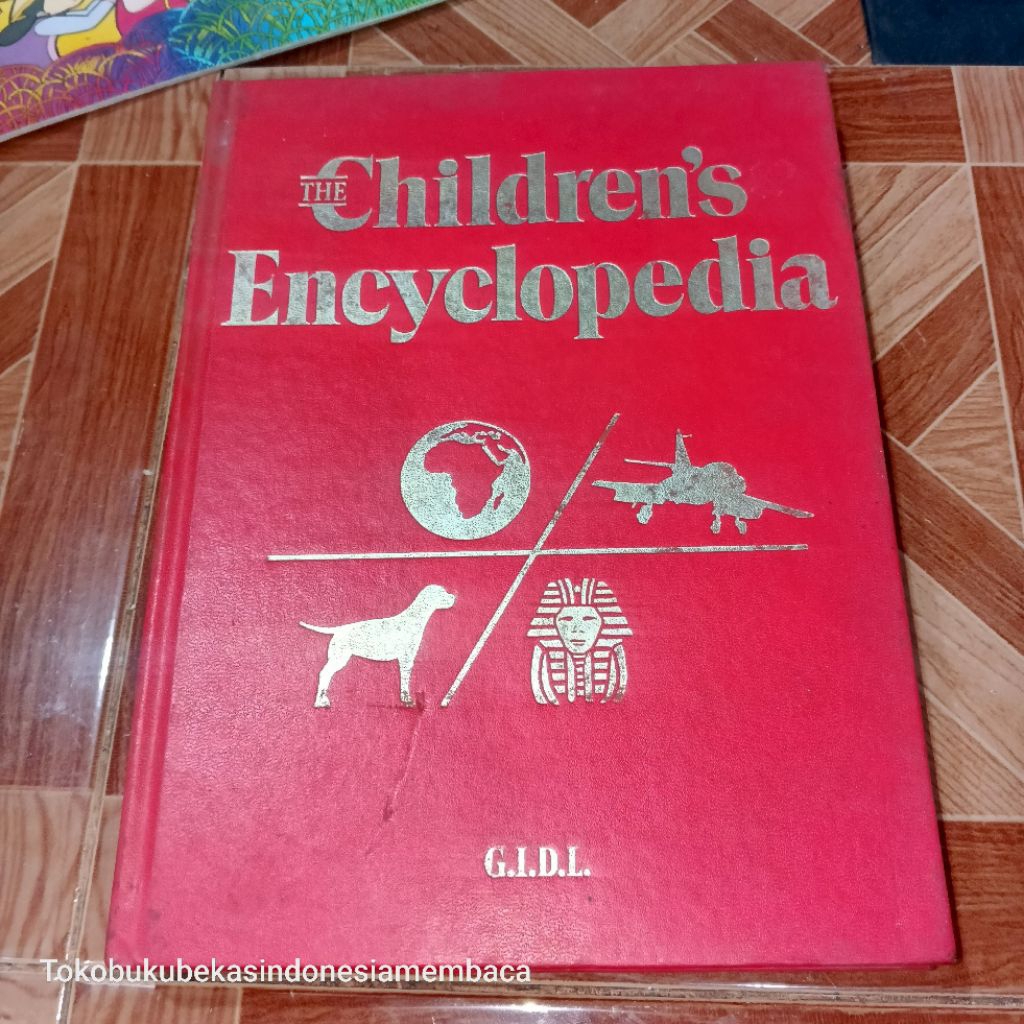 THE Children's
Encyclopedia
G.I.D.L.
Tokobukubekasindonesiamembaca